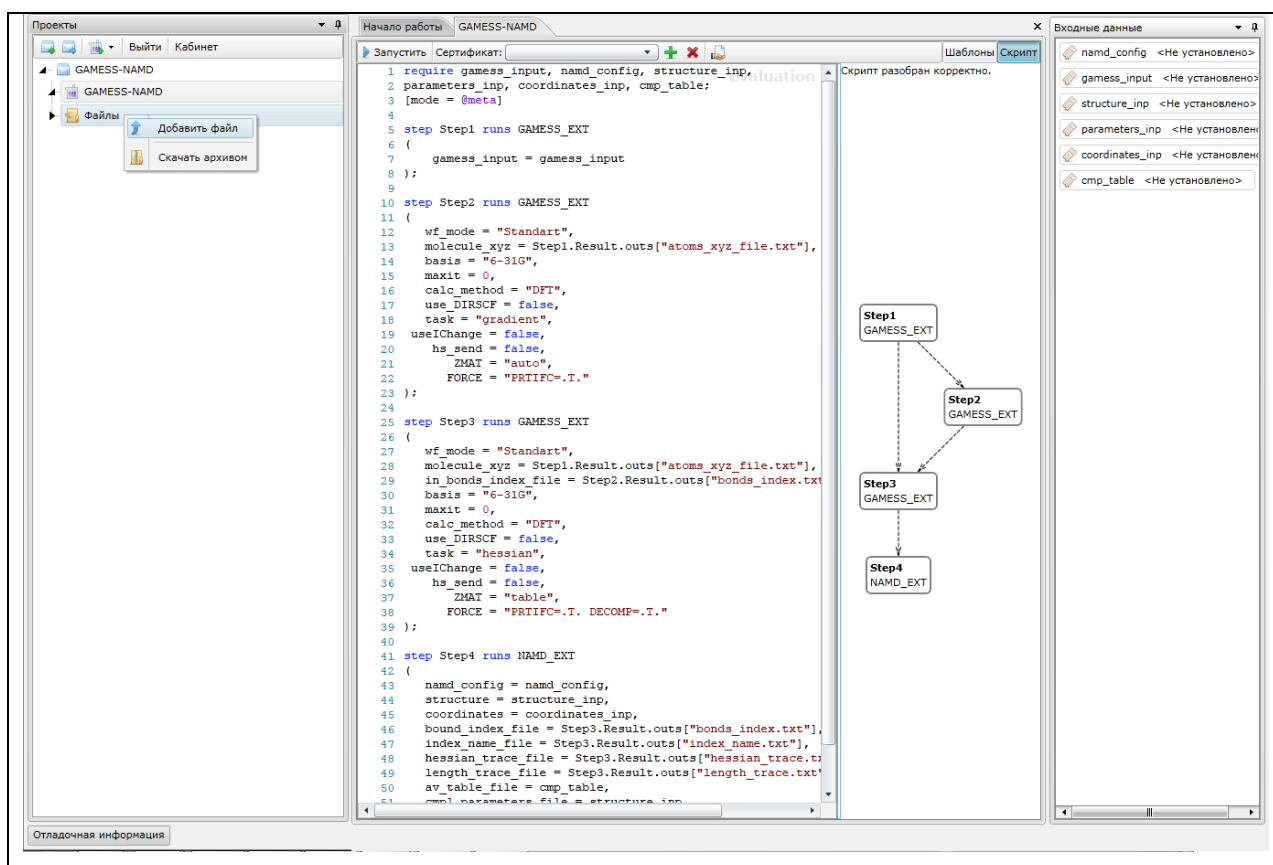 Проекты
Выйти Кабинет
GAMESS-NAMD
GAMESS-NAMD
Файлы
Добавить файл
Скачать архивом
Начало работы GAMESS-NAMD
Запустить Сертификат: Шаблоны Скрипт
evaluation
1 require gamess_input, namd_config, structure_inp,
2 parameters_inp, coordinates_inp, cmp_table;
3 [mode = @meta]
4
5 step Step1 runs GAMESS_EXT
6 (
7 gamess_input = gamess_input
8 );
9
10 step Step2 runs GAMESS_EXT
11 (
12 wf_mode = "Standart",
13 molecule_xyz = Step1.Result.outs["atoms_xyz_file.txt"],
14 basis = "6-31G",
15 maxit = 0,
16 calc_method = "DFT",
17 use_DIRSCF = false,
18 task = "gradient",
19 useIChange = false,
20 hs_send = false,
21 ZMAT = "auto",
22 FORCE = "PRTIFC=.T."
23 );
24
25 step Step3 runs GAMESS_EXT
26 (
27 wf_mode = "Standart",
28 molecule_xyz = Step1.Result.outs["atoms_xyz_file.txt"],
29 in_bonds_index_file = Step2.Result.outs["bonds_index.txt
30 basis = "6-31G",
31 maxit = 0,
32 calc_method = "DFT",
33 use_DIRSCF = false,
34 task = "hessian",
35 useIChange = false,
36 hs_send = false,
37 ZMAT = "table",
38 FORCE = "PRTIFC=.T. DECOMP=.T."
39 );
40
41 step Step4 runs NAMD_EXT
42 (
43 namd_config = namd_config,
44 structure = structure_inp,
45 coordinates = coordinates_inp,
46 bound_index_file = Step3.Result.outs["bonds_index.txt"],
47 index_name_file = Step3.Result.outs["index_name.txt"],
48 hessian_trace_file = Step3.Result.outs["hessian_trace.tx
49 length_trace_file = Step3.Result.outs["length_trace.txt"
50 av_table_file = cmp_table,
51 cmpl_parameters_file = structure_inp
Скрипт разобран корректно.
Step1
GAMESS_EXT
Step2
GAMESS_EXT
Step3
GAMESS_EXT
Step4
NAMD_EXT
Входные данные
namd_config <Не установлено>
gamess_input <Не установлено>
structure_inp <Не установлено>
parameters_inp <Не установлен
coordinates_inp <Не установлен
cmp_table <Не установлено>
Отладочная информация